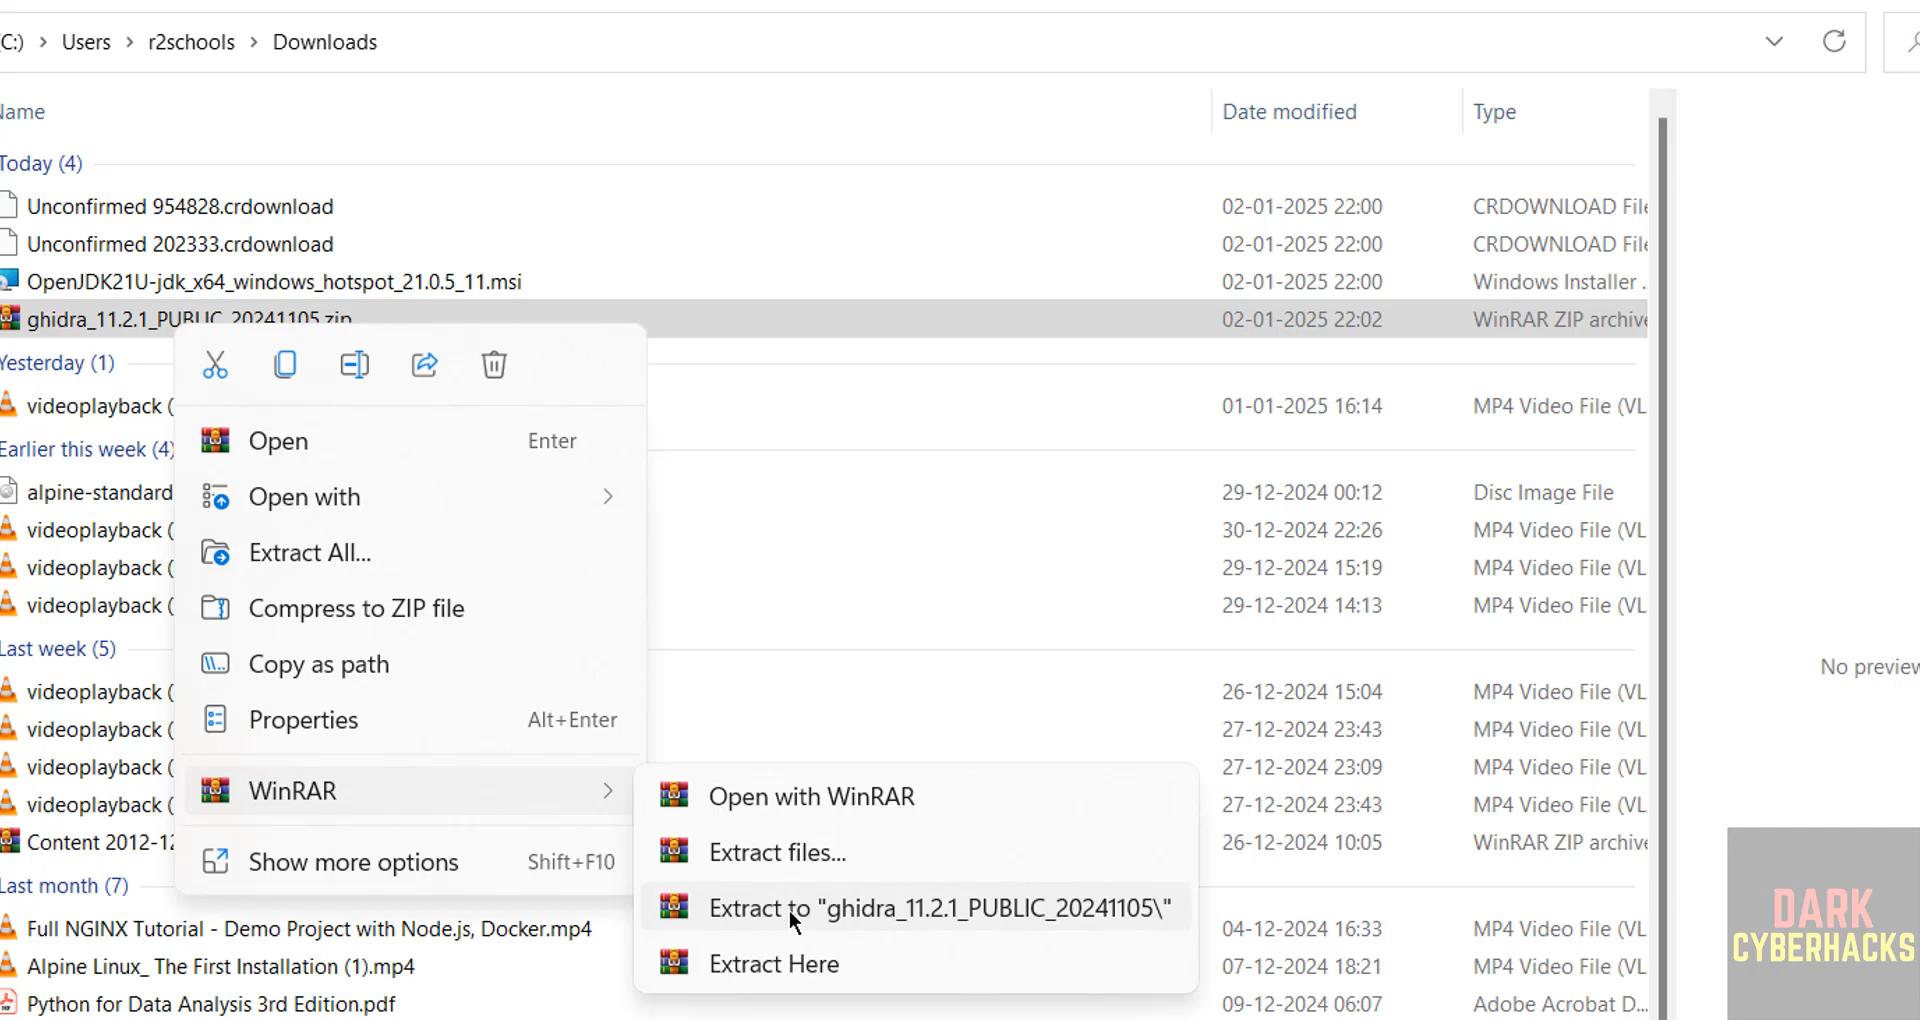 C:) > Users > r2schools > Downloads
Name Date modified Type
Today (4)
Unconfirmed 954828.crdownload 02-01-2025 22:00 CRDOWNLOAD File
Unconfirmed 202333.crdownload 02-01-2025 22:00 CRDOWNLOAD File
OpenJDK21U-jdk_x64_windows_hotspot_21.0.5_11.msi 02-01-2025 22:00 Windows Installer ..
ghidra_11.2.1_PUBLIC_20241105.zip 02-01-2025 22:02 WinRAR ZIP archive
Yesterday (1)
videoplayback ( 01-01-2025 16:14 MP4 Video File (VL
Earlier this week (4)
alpine-standard 29-12-2024 00:12 Disc Image File
videoplayback ( 30-12-2024 22:26 MP4 Video File (VL
videoplayback ( 29-12-2024 15:19 MP4 Video File (VL
videoplayback ( 29-12-2024 14:13 MP4 Video File (VL
Last week (5)
videoplayback ( 26-12-2024 15:04 MP4 Video File (VL
videoplayback ( 27-12-2024 23:43 MP4 Video File (VL
videoplayback ( 27-12-2024 23:09 MP4 Video File (VL
videoplayback ( 27-12-2024 23:43 MP4 Video File (VL
Content 2012-12 26-12-2024 10:05 WinRAR ZIP archive
Last month (7)
Full NGINX Tutorial - Demo Project with Node.js, Docker.mp4 04-12-2024 16:33 MP4 Video File (VL
Alpine Linux_ The First Installation (1).mp4 07-12-2024 18:21 MP4 Video File (VL
Python for Data Analysis 3rd Edition.pdf 09-12-2024 06:07 Adobe Acrobat D...
Open Enter
Open with
Extract All...
Compress to ZIP file
Copy as path
Properties Alt+Enter
WinRAR
Show more options Shift+F10
Open with WinRAR
Extract files...
Extract to "ghidra_11.2.1_PUBLIC_20241105\"
Extract Here
No preview
DARK
CYBERHACKS